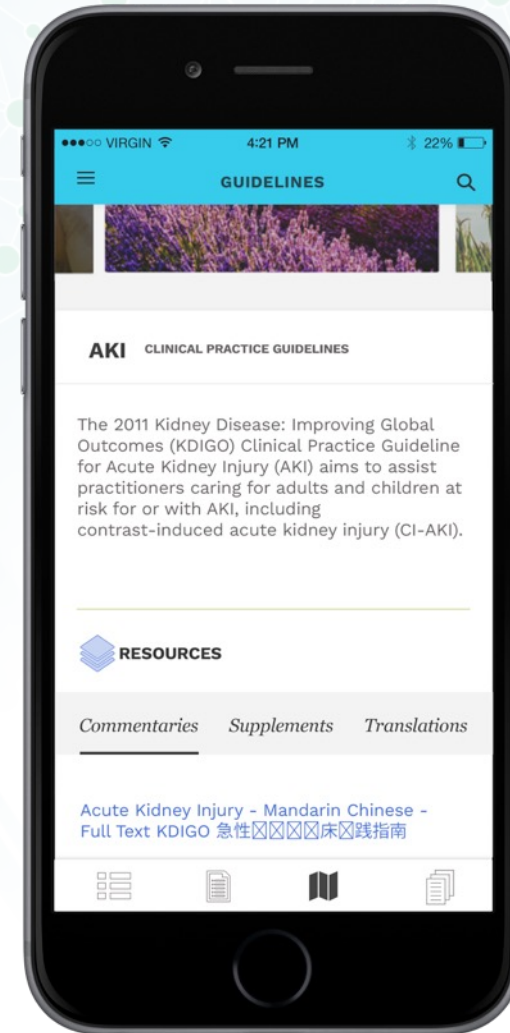 VIRGIN 4:21 PM 22%
GUIDELINES
AKI CLINICAL PRACTICE GUIDELINES
The 2011 Kidney Disease: Improving Global
Outcomes (KDIGO) Clinical Practice Guideline
for Acute Kidney Injury (AKI) aims to assist
practitioners caring for adults and children at
risk for or with AKI, including
contrast-induced acute kidney injury (CI-AKI).
RESOURCES
Commentaries Supplements Translations
Acute Kidney Injury - Mandarin Chinese -
Full Text KDIGO 急性☒☒☒☒床☒践指南